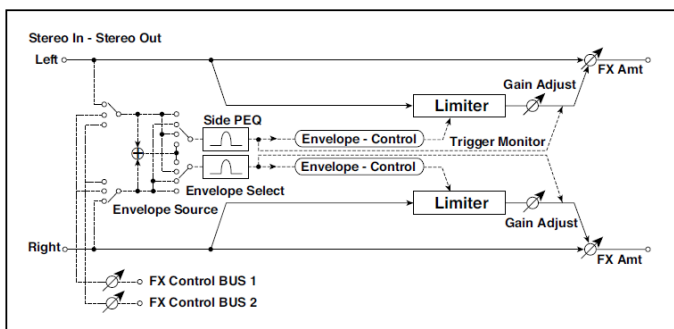 Stereo In - Stereo Out
Left
FX Amt
Gain Adjust
Limiter
Side PEQ
Envelope - Control
Trigger Monitor
Envelope - Control
Envelope Select
Envelope Source
Limiter
Gain Adjust
Right
FX Amt
FX Control BUS 1
FX Control BUS 2